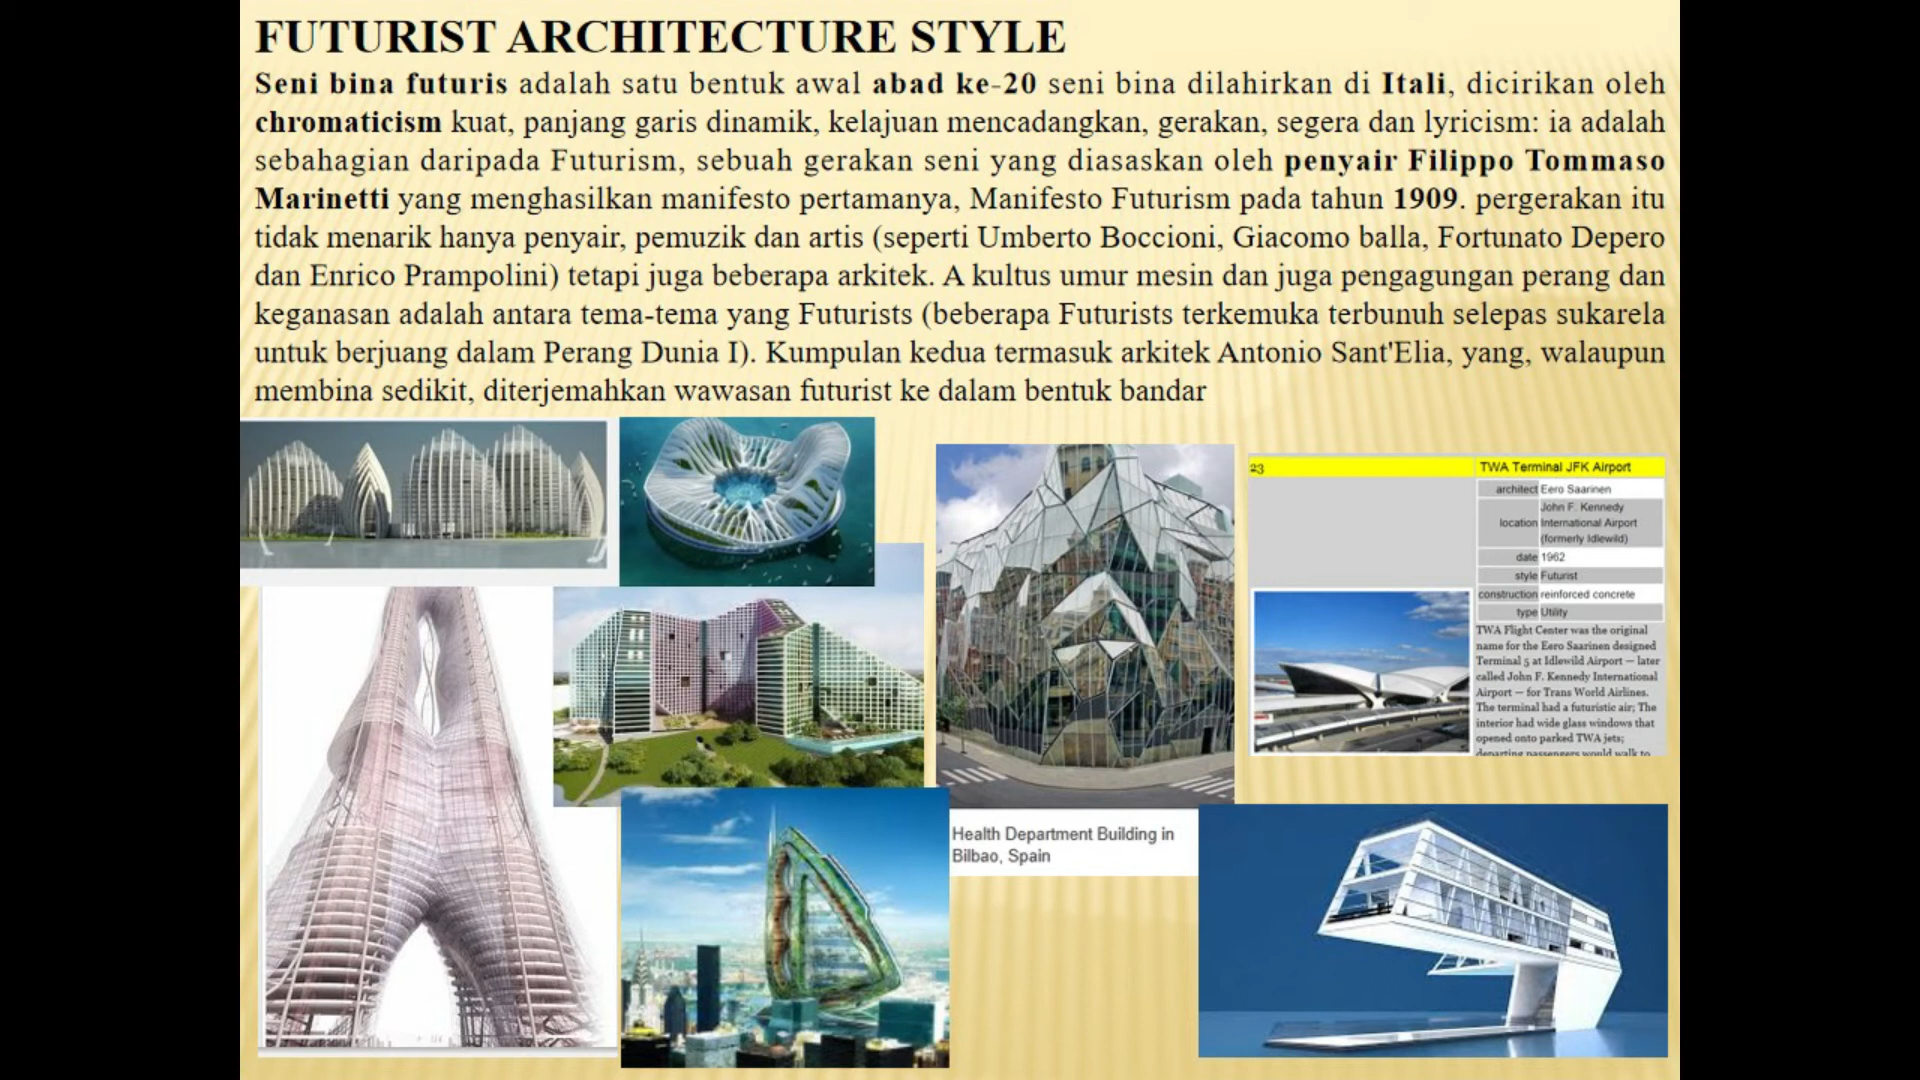 FUTURIST ARCHITECTURE STYLE
Seni bina futuris adalah satu bentuk awal abad ke-20 seni bina dilahirkan di Itali, dicirikan oleh
chromaticism kuat, panjang garis dinamik, kelajuan mencadangkan, gerakan, segera dan lyricism: ia adalah
sebahagian daripada Futurism, sebuah gerakan seni yang diasaskan oleh penyair Filippo Tommaso
Marinetti yang menghasilkan manifesto pertamanya, Manifesto Futurism pada tahun 1909. pergerakan itu
tidak menarik hanya penyair, pemuzik dan artis (seperti Umberto Boccioni, Giacomo balla, Fortunato Depero
dan Enrico Prampolini) tetapi juga beberapa arkitek. A kultus umur mesin dan juga pengagungan perang dan
keganasan adalah antara tema-tema yang Futurists (beberapa Futurists terkemuka terbunuh selepas sukarela
untuk berjuang dalam Perang Dunia I). Kumpulan kedua termasuk arkitek Antonio Sant'Elia, yang, walaupun
membina sedikit, diterjemahkan wawasan futurist ke dalam bentuk bandar
23 TWA Terminal JFK Airport
architect Eero Saarinen
John F. Kennedy
location International Airport
(formerly Idlewild)
date 1962
style Futurist
construction reinforced concrete
type Utility
TWA Flight Center was the original
name for the Eero Saarinen designed
Terminal 5 at Idlewild Airport — later
called John F. Kennedy International
Airport — for Trans World Airlines.
The terminal had a futuristic air; The
interior had wide glass windows that
opened onto parked TWA jets;
departing passengers would walk to
Health Department Building in
Bilbao, Spain